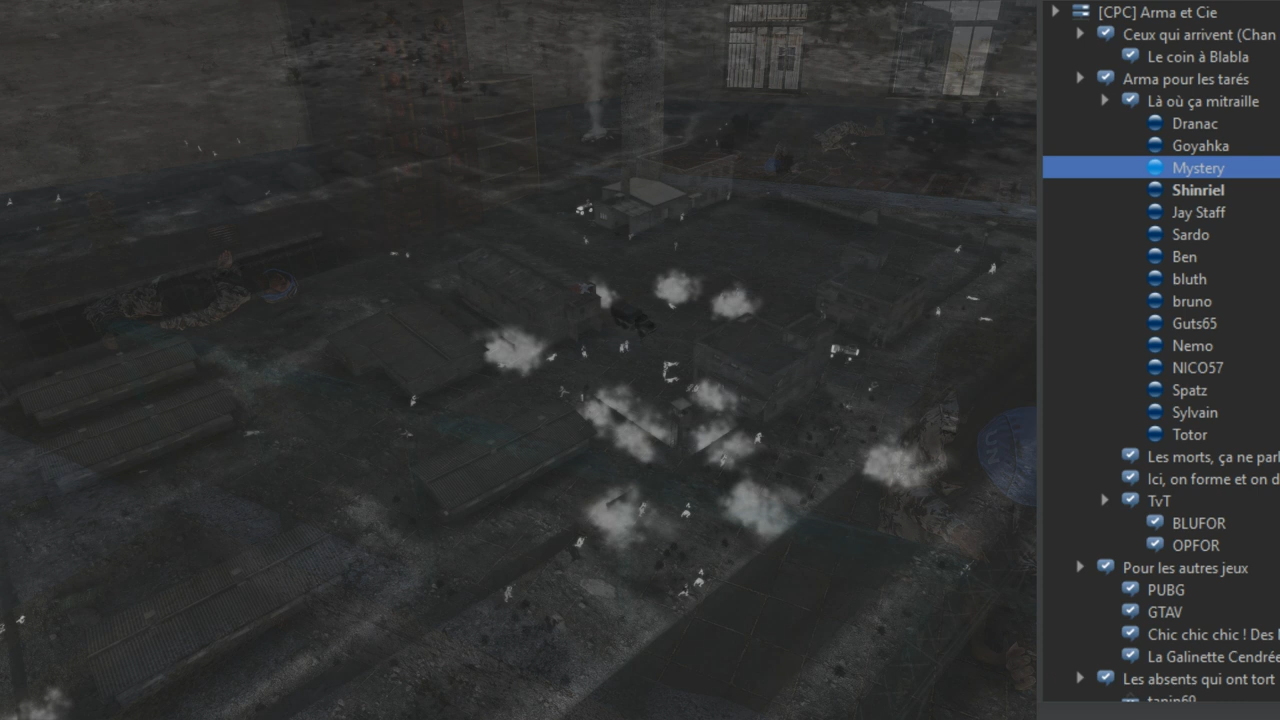 [CPC] Arma et Cie
Ceux qui arrivent (Chan
Le coin à Blabla
Arma pour les tarés
Là où ça mitraille
Dranac
Goyahka
Mystery
Shinriel
Jay Staff
Sardo
Ben
bluth
bruno
Guts65
Nemo
NICO57
Spatz
Sylvain
Totor
Les morts, ça ne parl
Ici, on forme et on d
TvT
BLUFOR
OPFOR
Pour les autres jeux
PUBG
GTAV
Chic chic chic ! Des
La Galinette Cendrée
Les absents qui ont tort
tapin69
UN